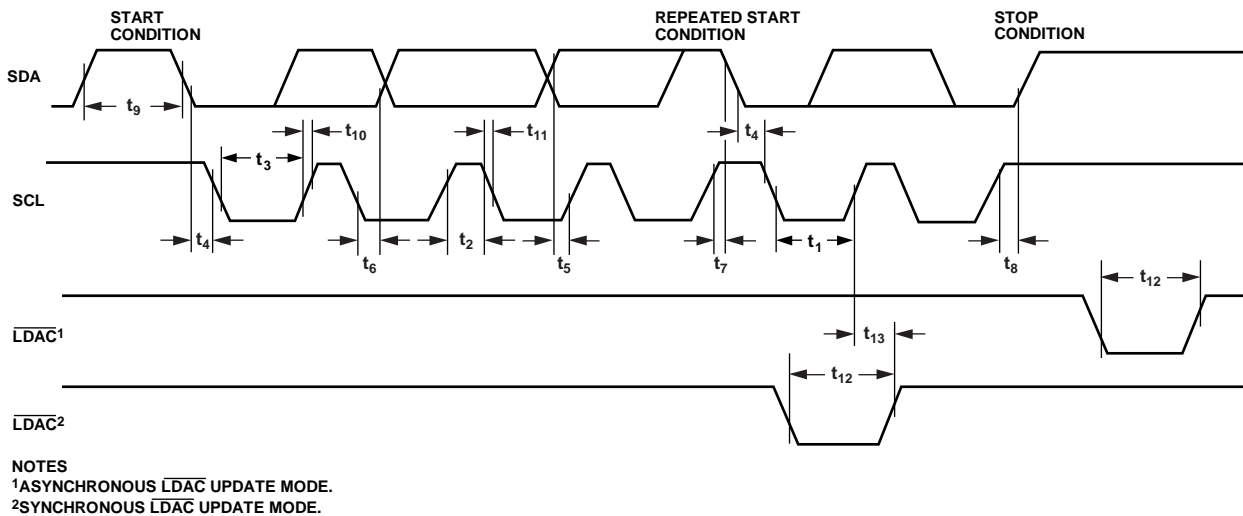 START
CONDITION
REPEATED START
CONDITION
STOP
CONDITION
SDA
t9
t10
t11
t4
t3
SCL
t4
t6
t2
t5
t7
t1
t8
t12
LDAC1
t13
t12
LDAC2
NOTES
1ASYNCHRONOUS LDAC UPDATE MODE.
2SYNCHRONOUS LDAC UPDATE MODE.